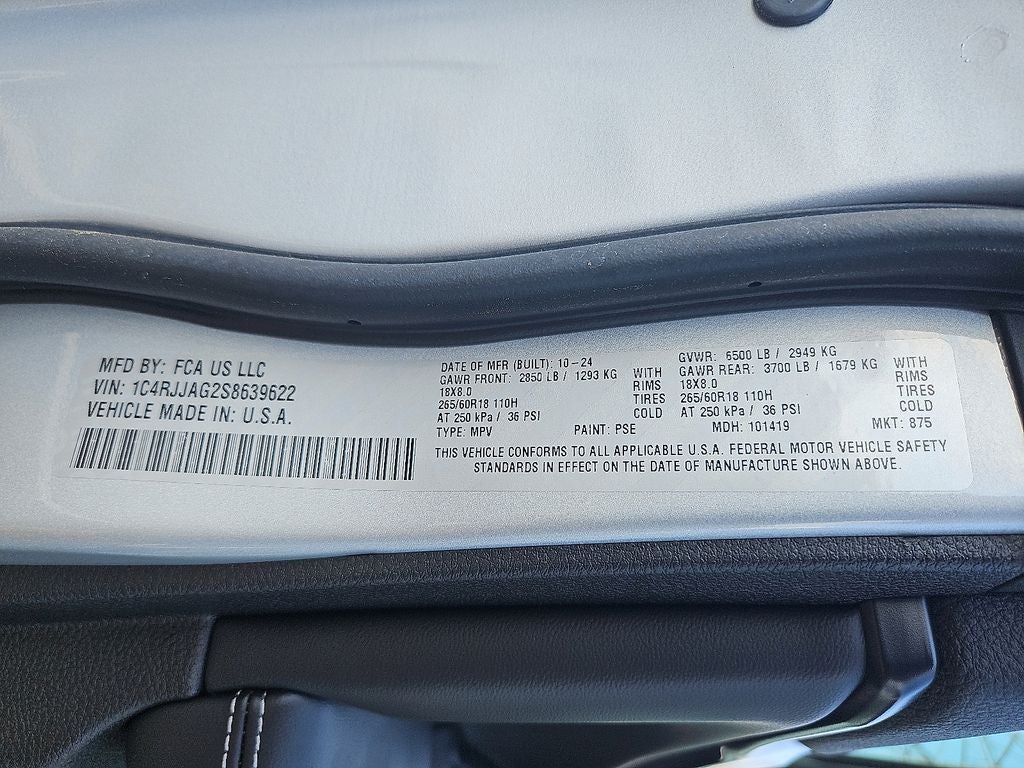 MFD BY: FCA US LLC
VIN: 1C4RJJAG2S8639622
VEHICLE MADE IN: U.S.A.
DATE OF MFR (BUILT): 10-24
GAWR FRONT: 2850 LB / 1293 KG WITH
18X8.0 RIMS
265/60R18 110H TIRES
AT 250 kPa / 36 PSI COLD
GVWR: 6500 LB / 2949 KG
GAWR REAR: 3700 LB / 1679 KG WITH
18X8.0 RIMS
265/60R18 110H TIRES
AT 250 kPa / 36 PSI COLD
TYPE: MPV PAINT: PSE MDH: 101419 MKT: 875
THIS VEHICLE CONFORMS TO ALL APPLICABLE U.S.A. FEDERAL MOTOR VEHICLE SAFETY
STANDARDS IN EFFECT ON THE DATE OF MANUFACTURE SHOWN ABOVE.